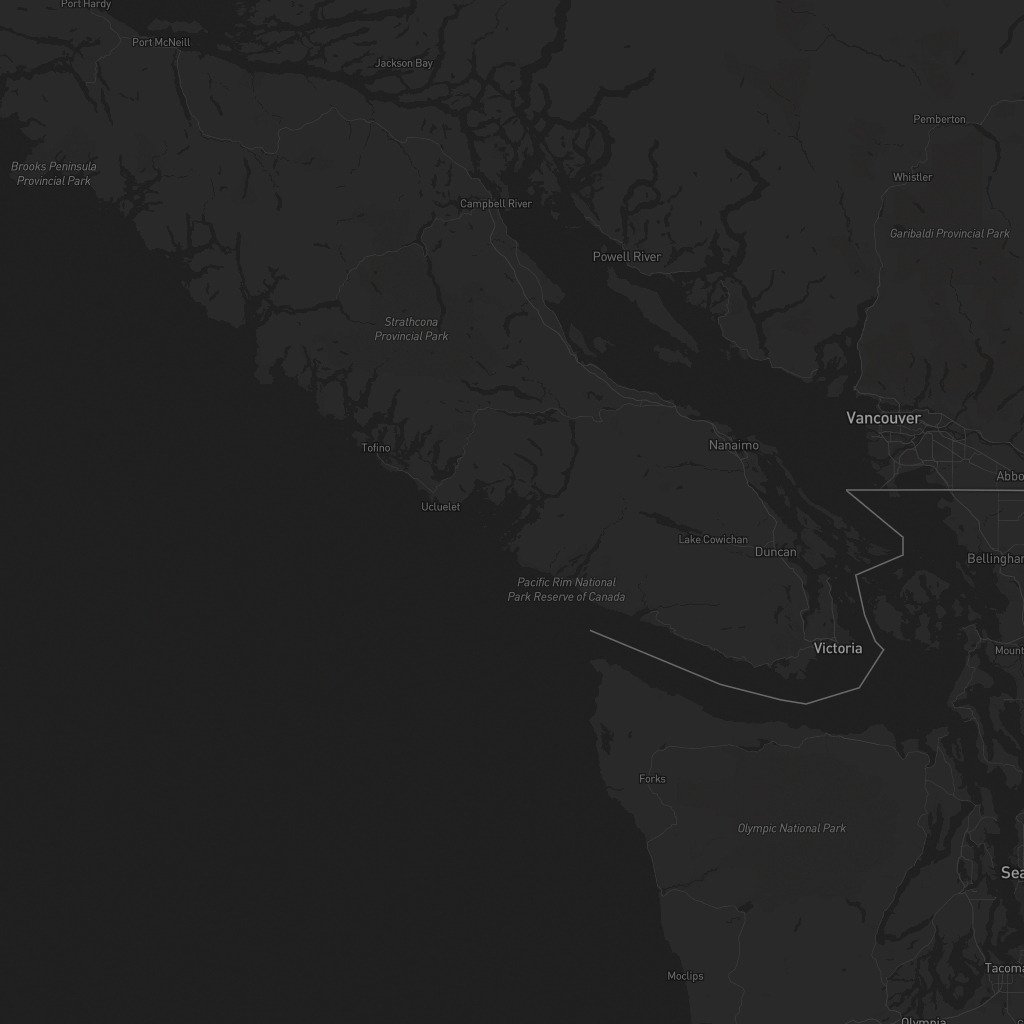 Port Hardy
Port McNeill
Jackson Bay
Pemberton
Brooks Peninsula
Provincial Park
Whistler
Campbell River
Garibaldi Provincial Park
Powell River
Strathcona
Provincial Park
Vancouver
Nanaimo
Tofino
Abbo
Ucluelet
Lake Cowichan
Duncan
Bellingham
Pacific Rim National
Park Reserve of Canada
Victoria
Mount
Forks
Olympic National Park
Sea
Tacoma
Moclips
Olympia